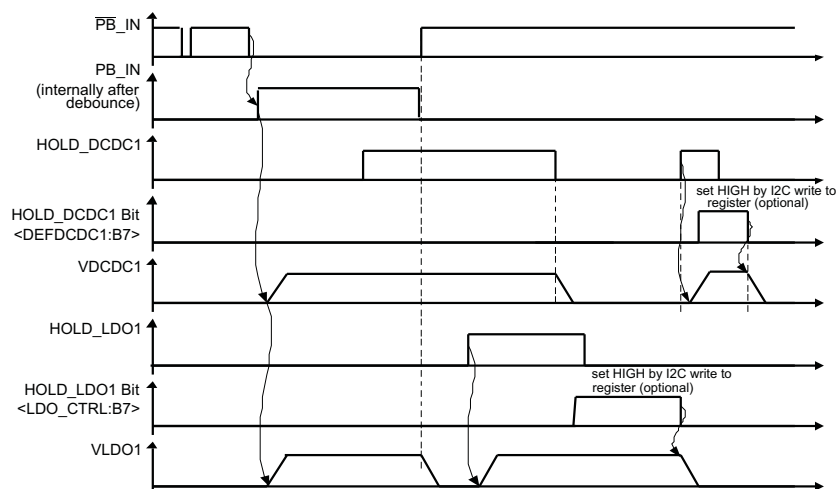 P̅B̅_IN
PB_IN
(internally after
debounce)
HOLD_DCDC1
set HIGH by I2C write to
register (optional)
HOLD_DCDC1 Bit
<DEFDCDC1:B7>
VDCDC1
HOLD_LDO1
set HIGH by I2C write to
register (optional)
HOLD_LDO1 Bit
<LDO_CTRL:B7>
VLDO1